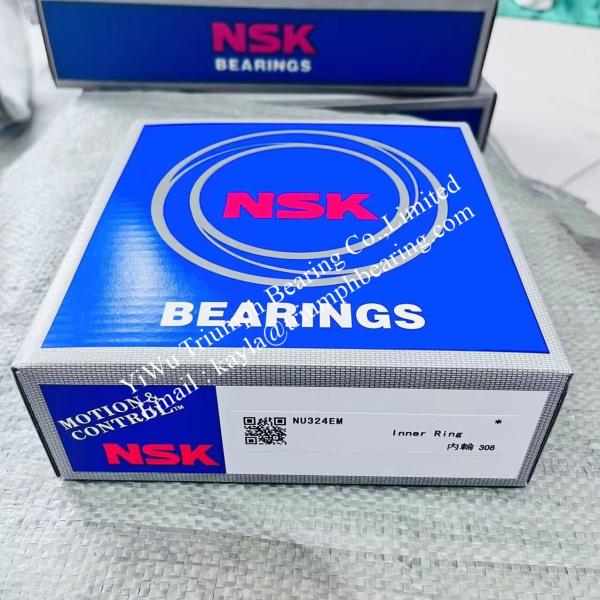 NSK
BEARINGS
NSK
BEARINGS
YiWu Triumph Bearing Co.,Limited
Email : kayla@triumphbearing.com
MOTION &
CONTROL™
NSK
NU324EM
Inner Ring *
内輪 308